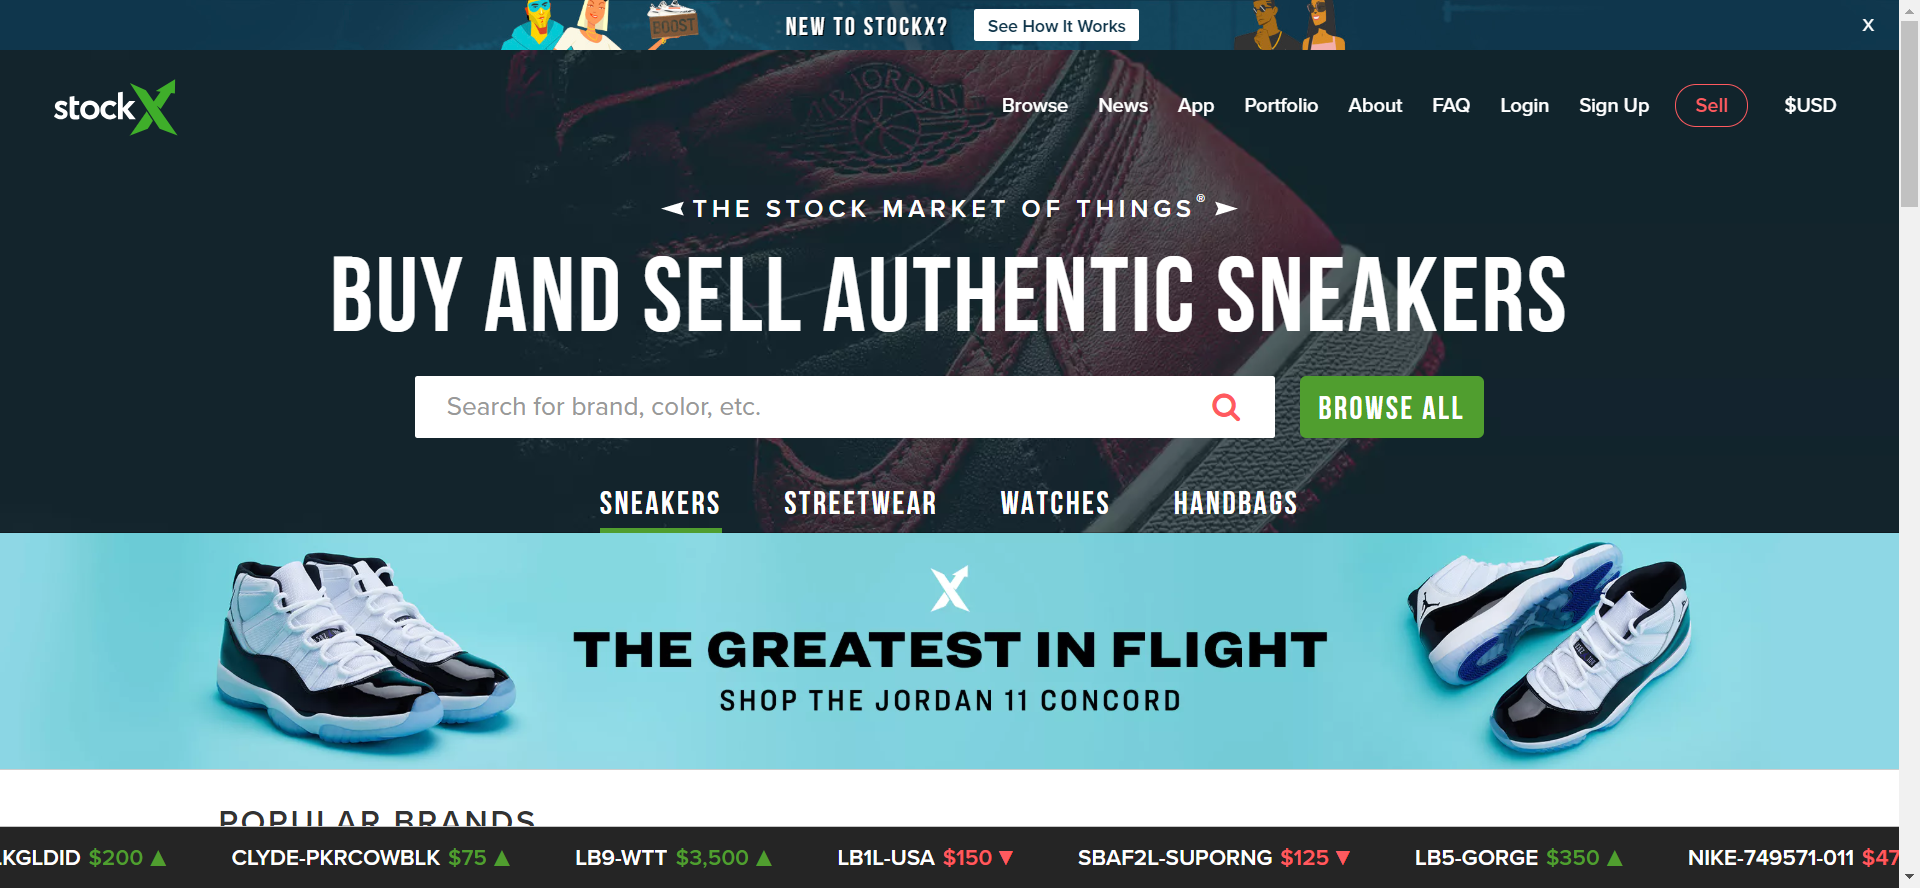 BOOST
NEW TO STOCKX?
See How It Works
X
stockX
Browse
News
App
Portfolio
About
FAQ
Login
Sign Up
Sell
$USD
AIR JORDAN
THE STOCK MARKET OF THINGS®
BUY AND SELL AUTHENTIC SNEAKERS
Search for brand, color, etc.
BROWSE ALL
SNEAKERS
STREETWEAR
WATCHES
HANDBAGS
X
THE GREATEST IN FLIGHT
SHOP THE JORDAN 11 CONCORD
POPULAR BRANDS
KGLDID $200 ▲
CLYDE-PKRCOWBLK $75 ▲
LB9-WTT $3,500 ▲
LB1L-USA $150 ▼
SBAF2L-SUPORNG $125 ▼
LB5-GORGE $350 ▲
NIKE-749571-011 $47